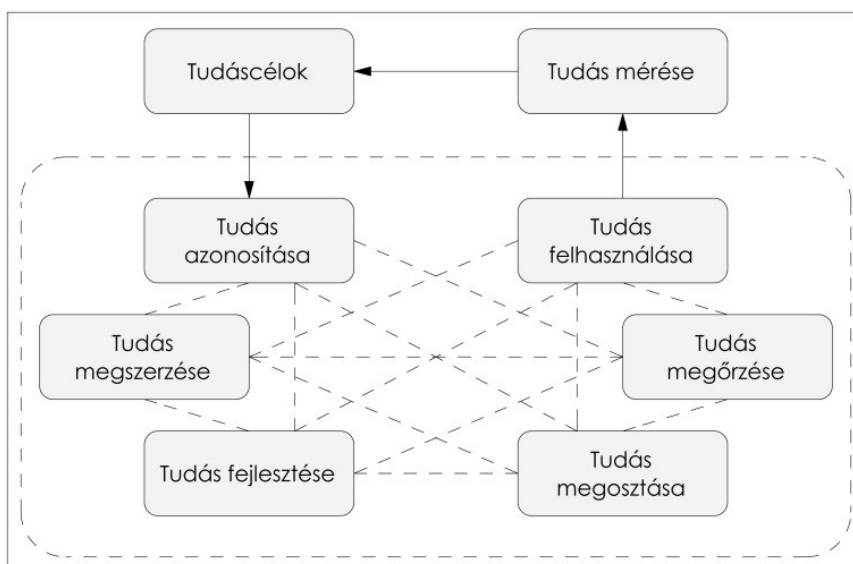 Tudáscélok
Tudás mérése
Tudás
azonosítása
Tudás
felhasználása
Tudás
megszerzése
Tudás
megőrzése
Tudás fejlesztése
Tudás
megosztása